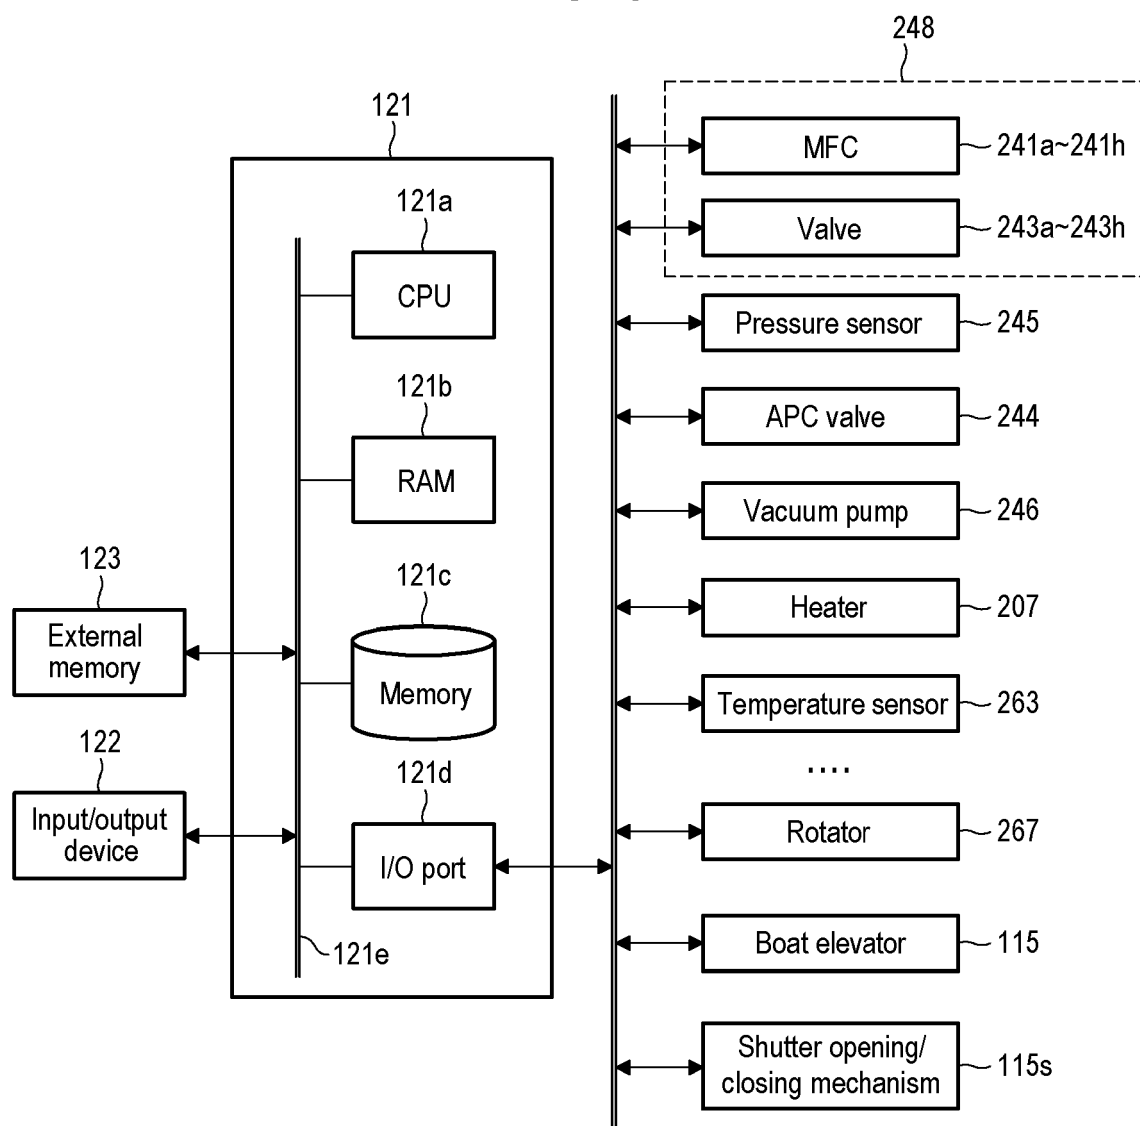 248
121
MFC
241a~241h
121a
CPU
Valve
243a~243h
Pressure sensor
245
121b
RAM
APC valve
244
Vacuum pump
246
123
External
memory
121c
Memory
Heater
207
Temperature sensor
263
....
122
Input/output
device
121d
I/O port
Rotator
267
121e
Boat elevator
115
Shutter opening/
closing mechanism
115s